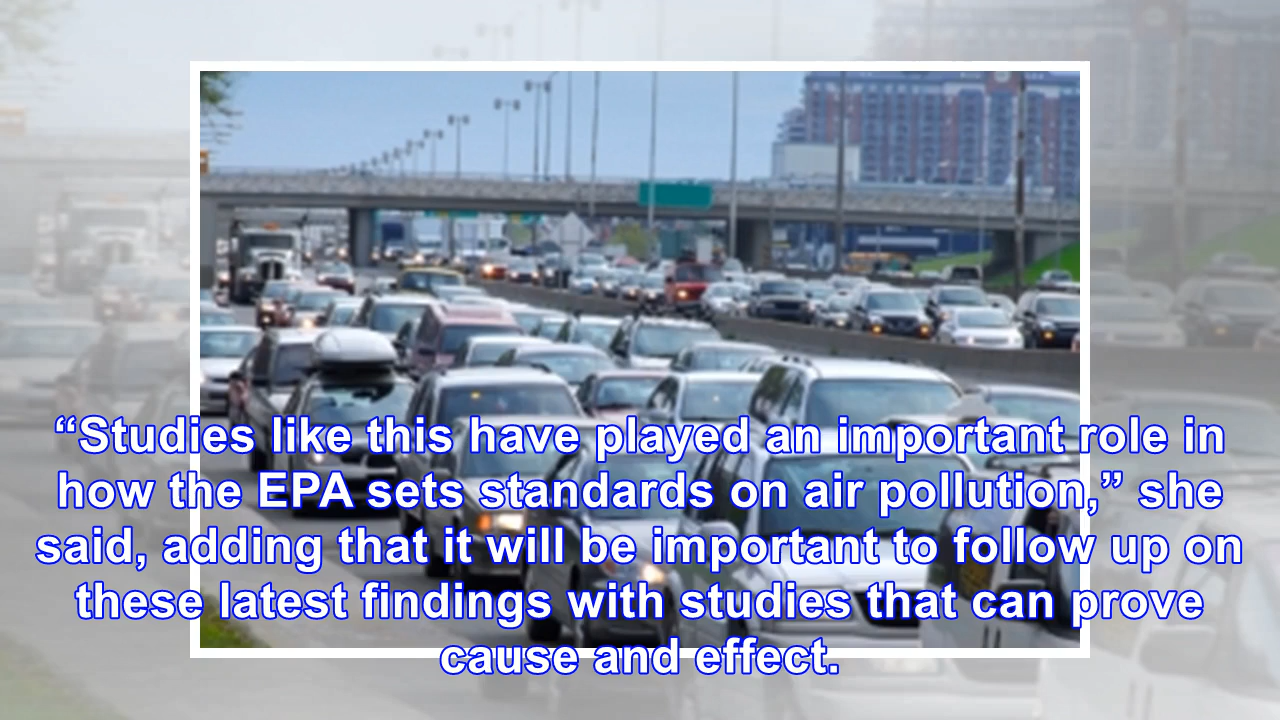 “Studies like this have played an important role in
how the EPA sets standards on air pollution,” she
said, adding that it will be important to follow up on
these latest findings with studies that can prove
cause and effect.